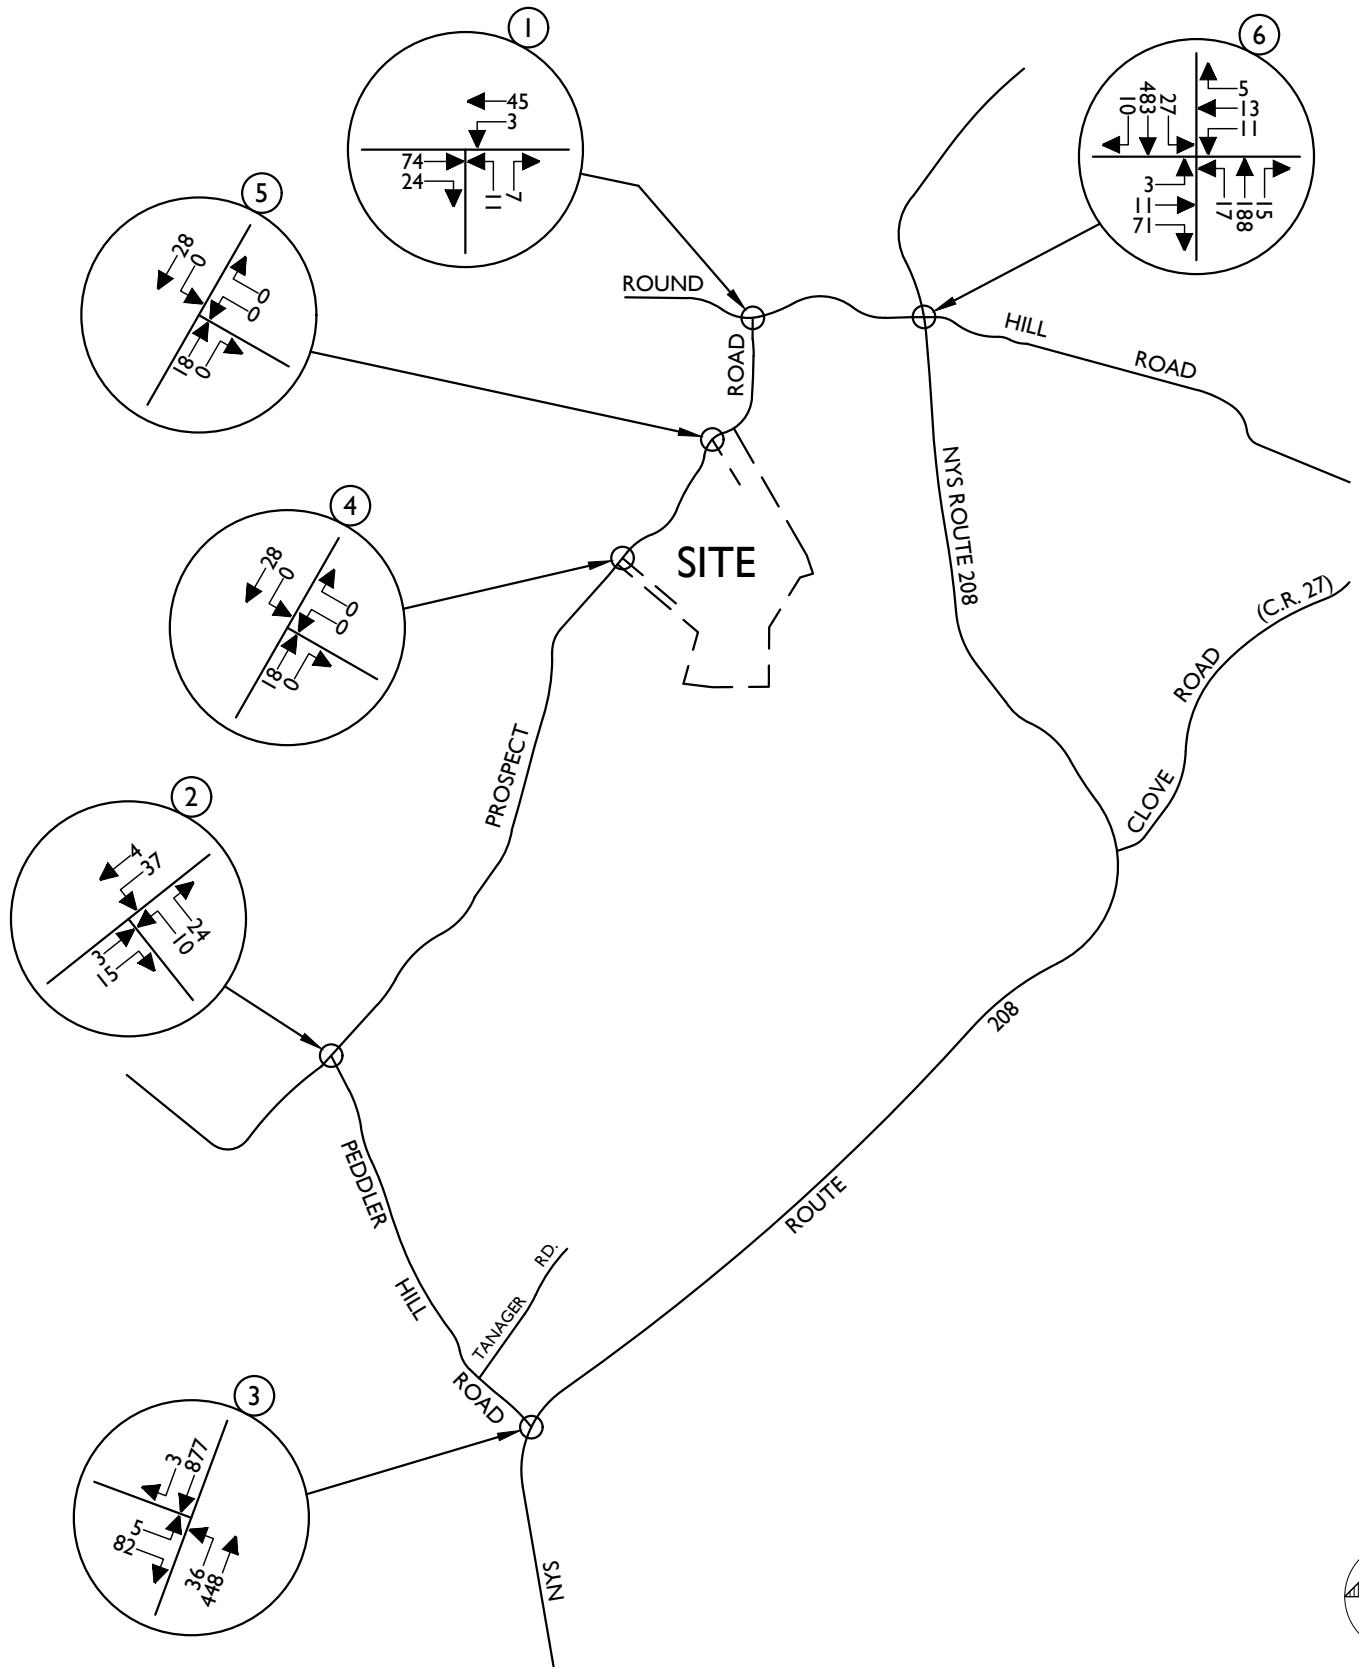 1
45
3
74
24
11
7
6
5
13
11
10
483
27
3
11
71
17
188
15
5
28
0
0
0
18
0
ROUND
ROAD
HILL
ROAD
4
28
0
0
0
18
0
SITE
NYS ROUTE 208
(C.R. 27)
ROAD
CLOVE
PROSPECT
2
4
37
24
10
3
15
208
ROUTE
PEDDLER
HILL
ROAD
TANAGER
RD.
3
3
877
5
82
36
448
NYS